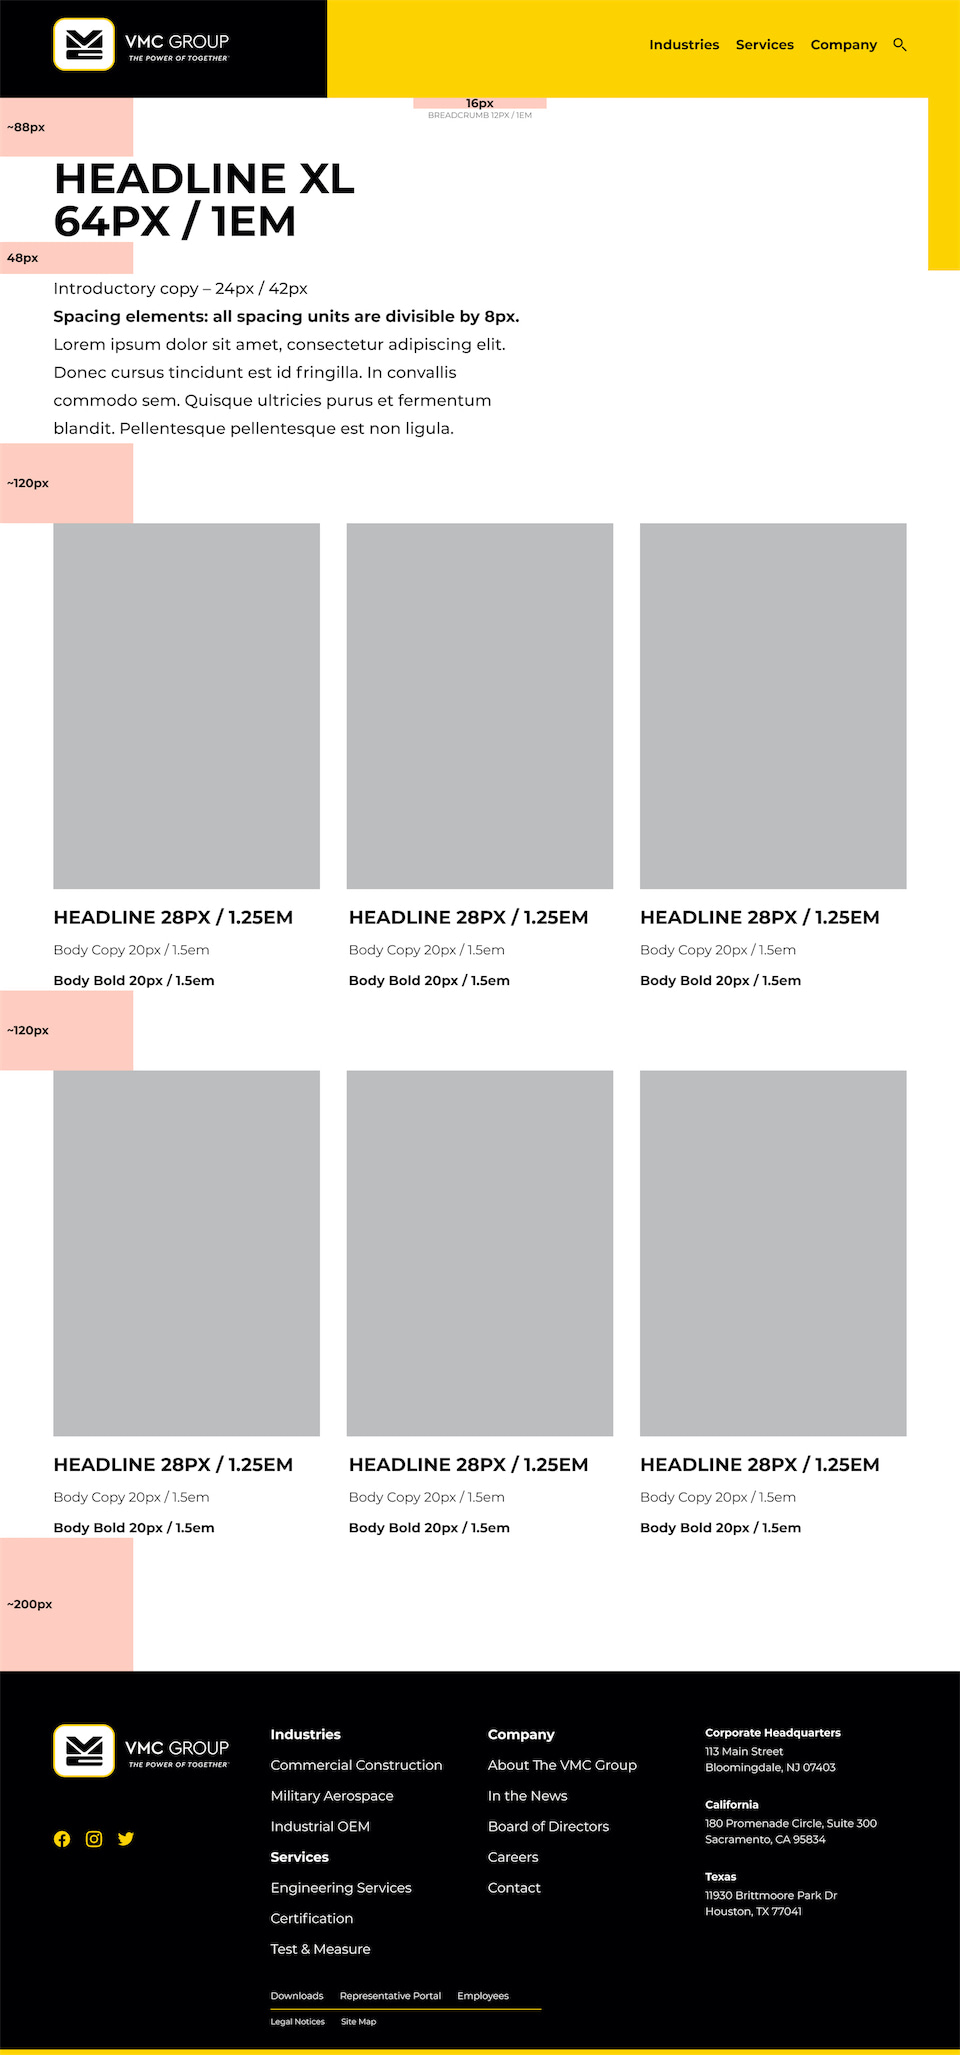 VMC GROUP
THE POWER OF TOGETHER
Industries Services Company
~88px
16px
BREADCRUMB 12PX / 1EM
HEADLINE XL
64PX / 1EM
48px
Introductory copy – 24px / 42px
Spacing elements: all spacing units are divisible by 8px.
Lorem ipsum dolor sit amet, consectetur adipiscing elit.
Donec cursus tincidunt est id fringilla. In convallis
commodo sem. Quisque ultricies purus et fermentum
blandit. Pellentesque pellentesque est non ligula.
~120px
HEADLINE 28PX / 1.25EM
Body Copy 20px / 1.5em
Body Bold 20px / 1.5em
HEADLINE 28PX / 1.25EM
Body Copy 20px / 1.5em
Body Bold 20px / 1.5em
HEADLINE 28PX / 1.25EM
Body Copy 20px / 1.5em
Body Bold 20px / 1.5em
~120px
HEADLINE 28PX / 1.25EM
Body Copy 20px / 1.5em
Body Bold 20px / 1.5em
HEADLINE 28PX / 1.25EM
Body Copy 20px / 1.5em
Body Bold 20px / 1.5em
HEADLINE 28PX / 1.25EM
Body Copy 20px / 1.5em
Body Bold 20px / 1.5em
~200px
VMC GROUP
THE POWER OF TOGETHER
Industries
Commercial Construction
Military Aerospace
Industrial OEM
Services
Engineering Services
Certification
Test & Measure
Company
About The VMC Group
In the News
Board of Directors
Careers
Contact
Corporate Headquarters
113 Main Street
Bloomingdale, NJ 07403
California
180 Promenade Circle, Suite 300
Sacramento, CA 95834
Texas
11930 Brittmoore Park Dr
Houston, TX 77041
Downloads Representative Portal Employees
Legal Notices Site Map